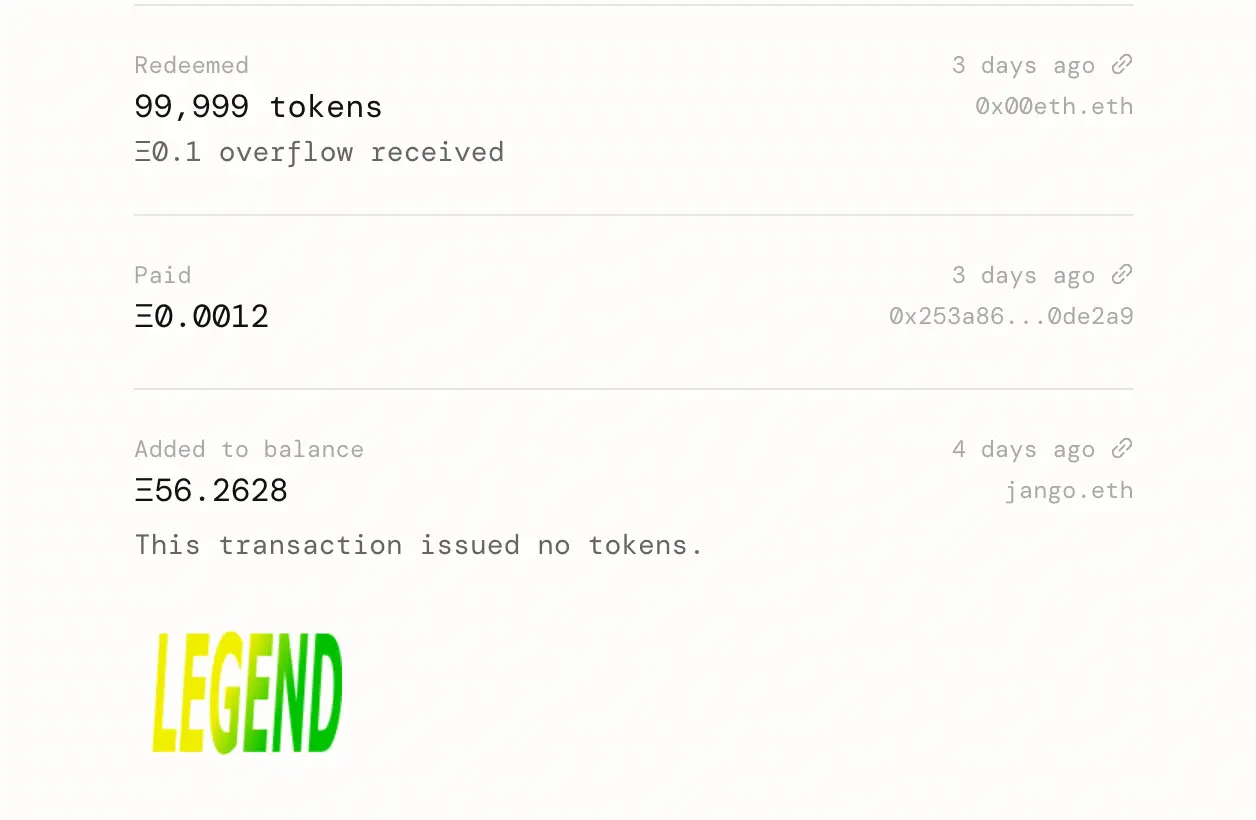 Redeemed
3 days ago
99,999 tokens
0x00eth.eth
Ξ0.1 overflow received
Paid
3 days ago
Ξ0.0012
0x253a86...0de2a9
Added to balance
4 days ago
Ξ56.2628
jango.eth
This transaction issued no tokens.
LEGEND